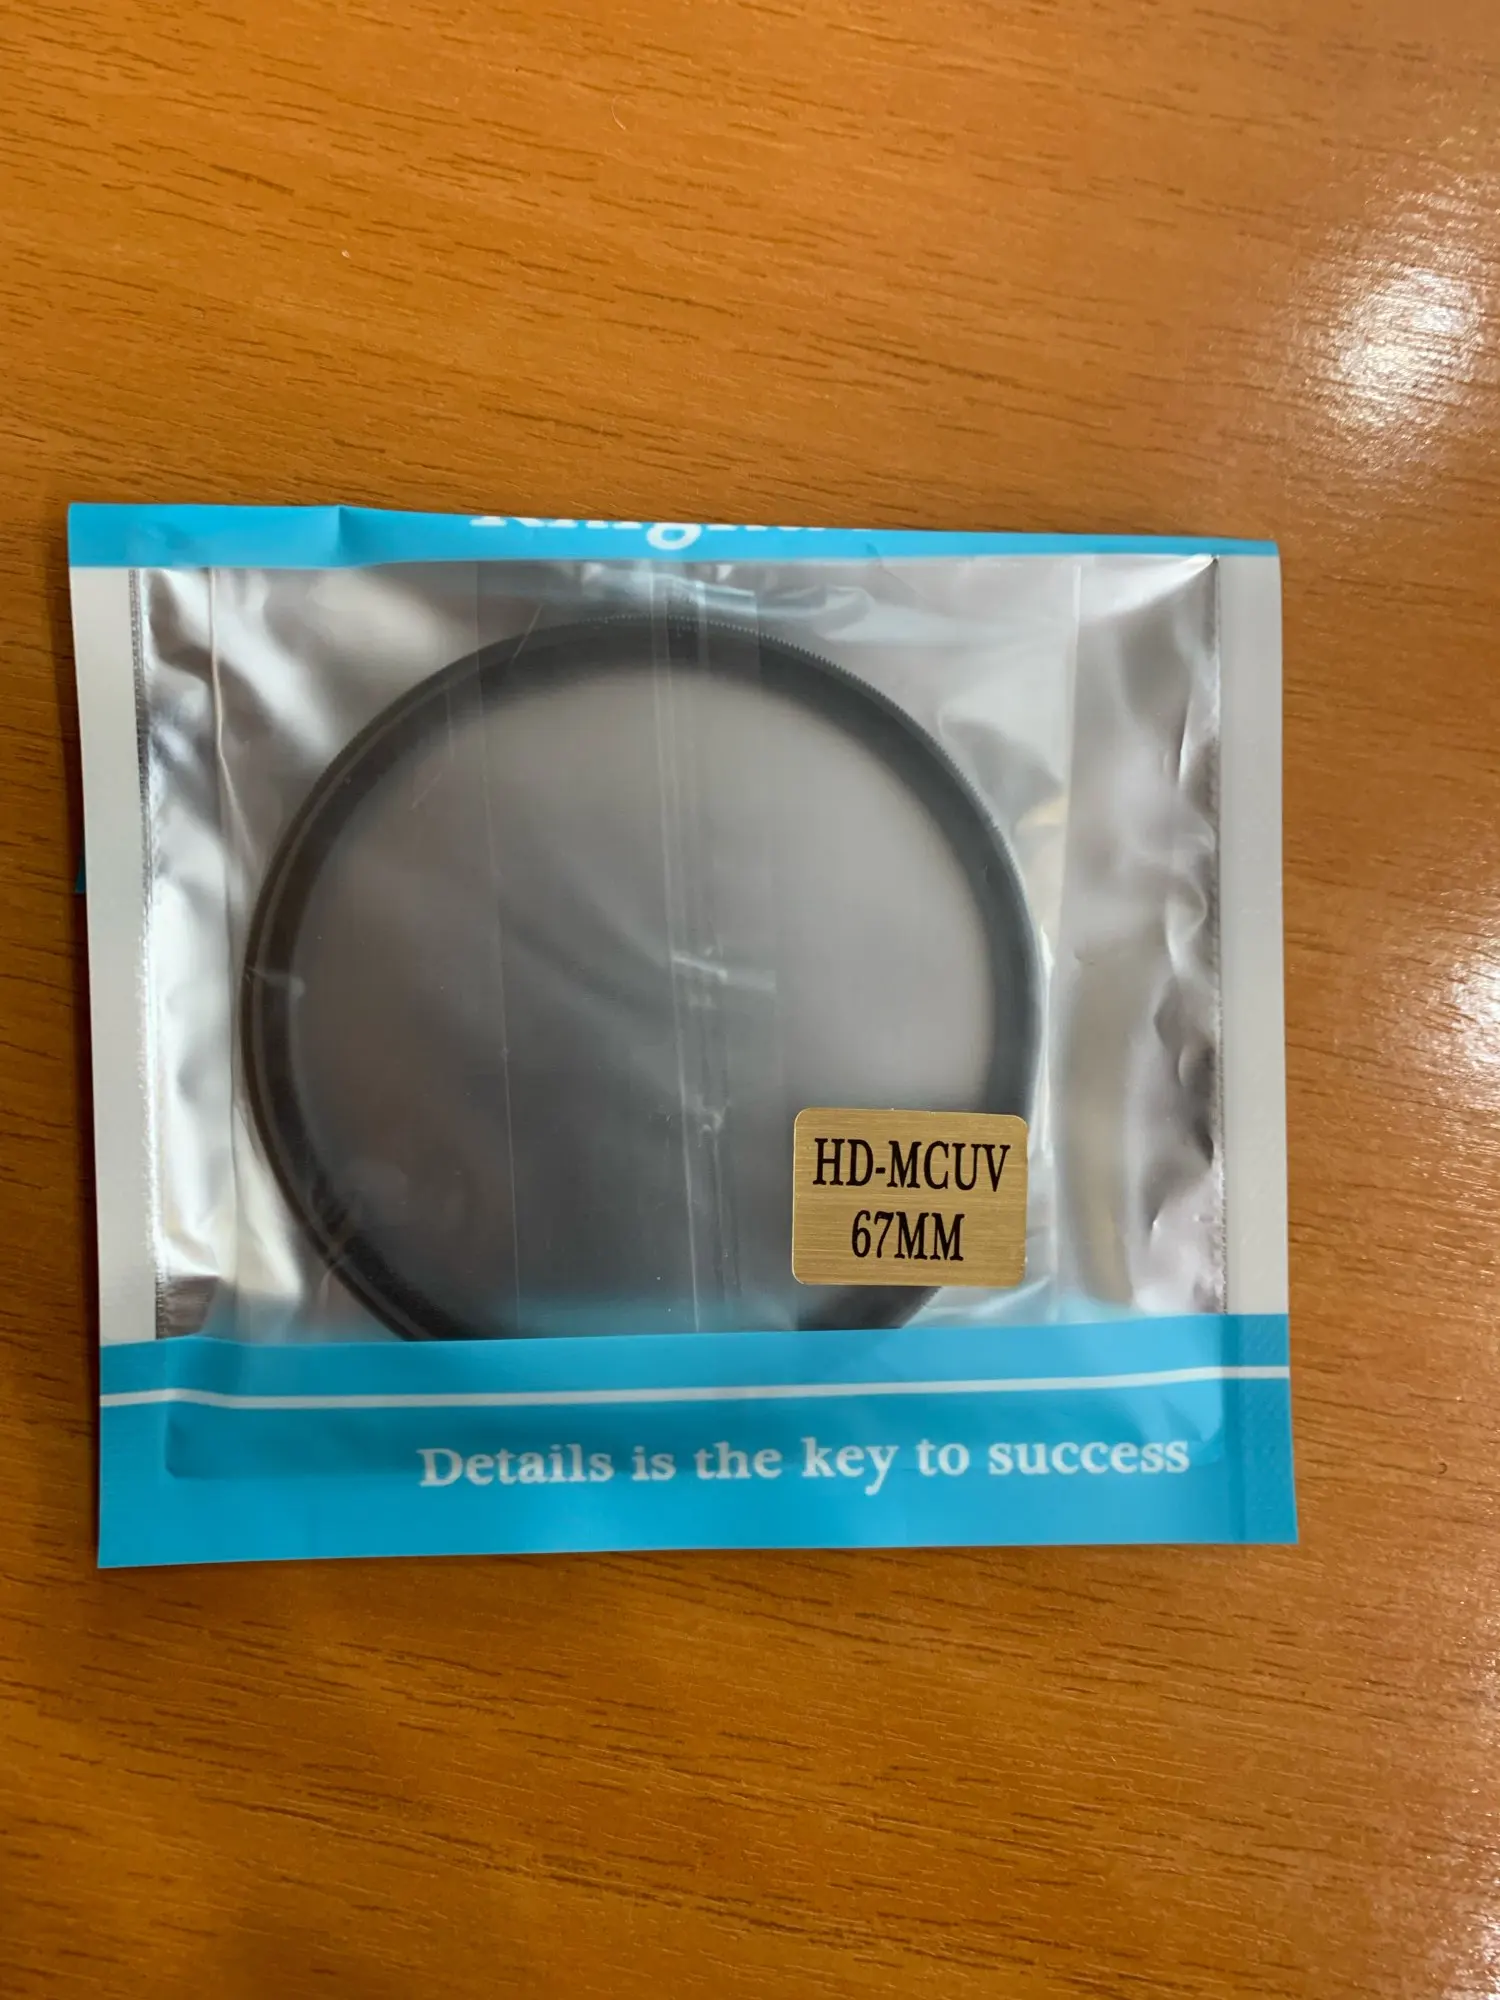 HD-MCUV
67MM
Details is the key to success